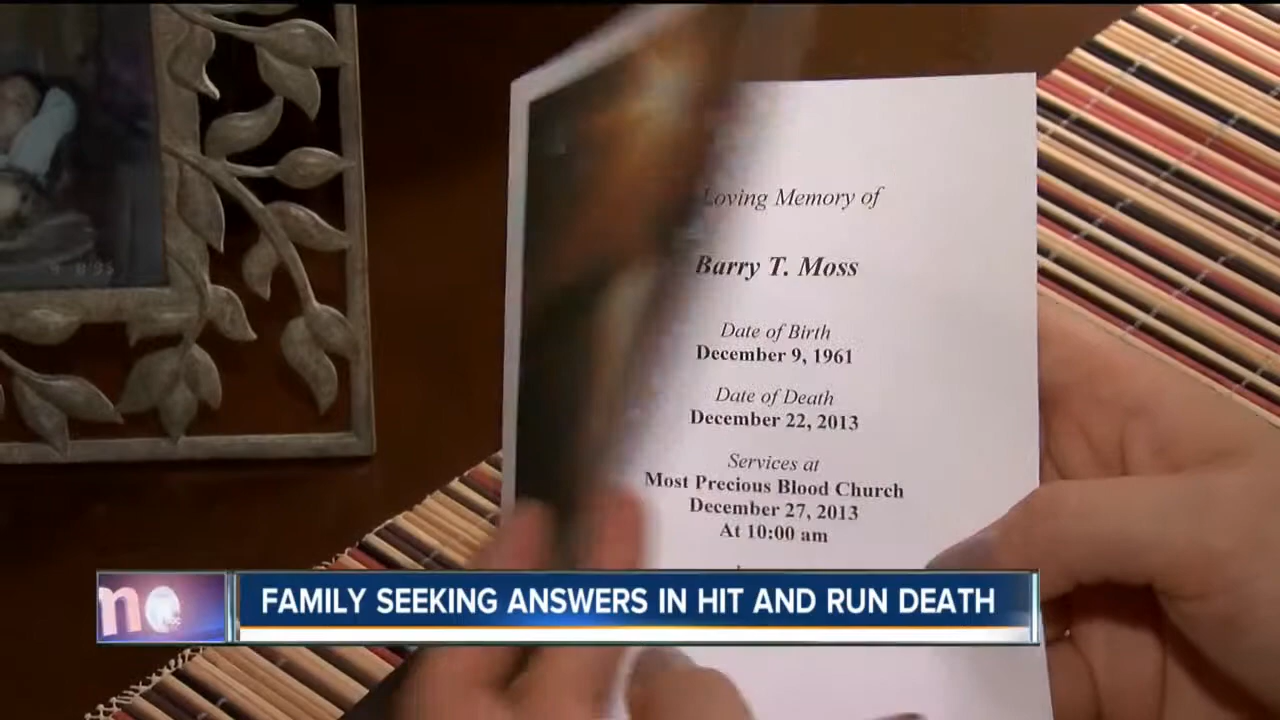 Loving Memory of
Barry T. Moss
Date of Birth
December 9, 1961
Date of Death
December 22, 2013
Services at
Most Precious Blood Church
December 27, 2013
At 10:00 am
FAMILY SEEKING ANSWERS IN HIT AND RUN DEATH